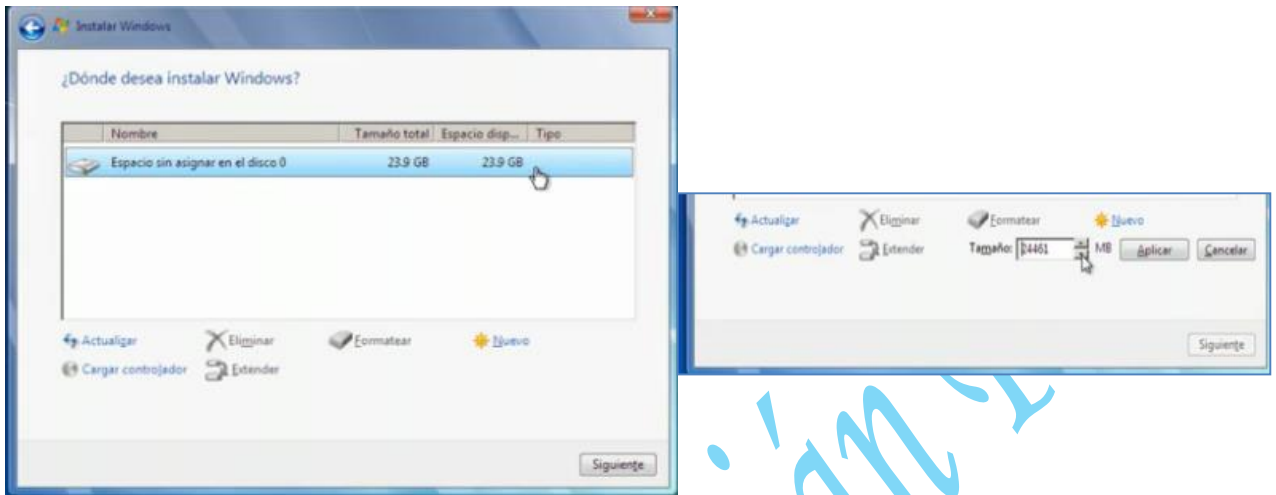 Instalar Windows
¿Dónde desea instalar Windows?
Nombre Tamaño total Espacio disp... Tipo
Espacio sin asignar en el disco 0 23.9 GB 23.9 GB
Actualizar Eliminar Formatear Nuevo
Cargar controlador Extender
Siguiente
Actualizar Eliminar Formatear Nuevo
Cargar controlador Extender Tamaño: 24461 MB Aplicar Cancelar
Siguiente